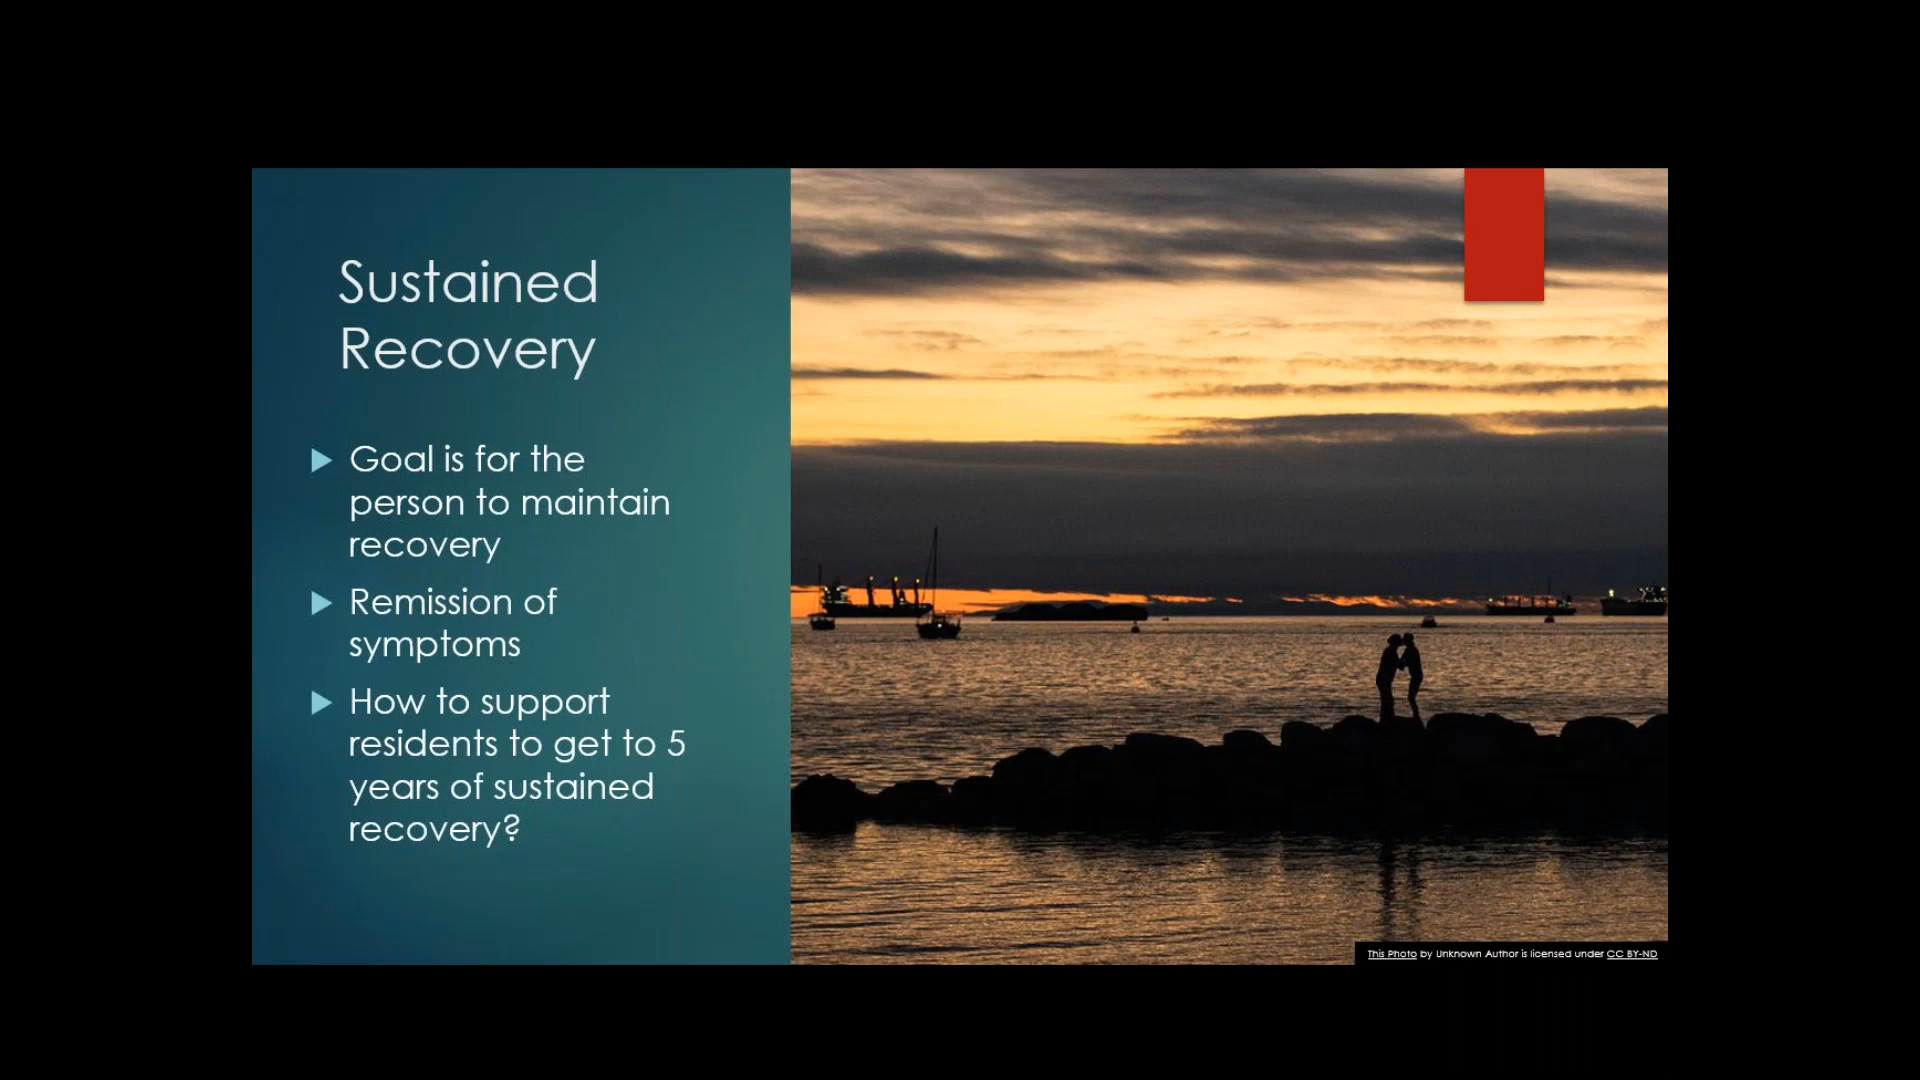 Sustained
Recovery
Goal is for the
person to maintain
recovery
Remission of
symptoms
How to support
residents to get to 5
years of sustained
recovery?
This Photo by Unknown Author is licensed under CC BY-ND